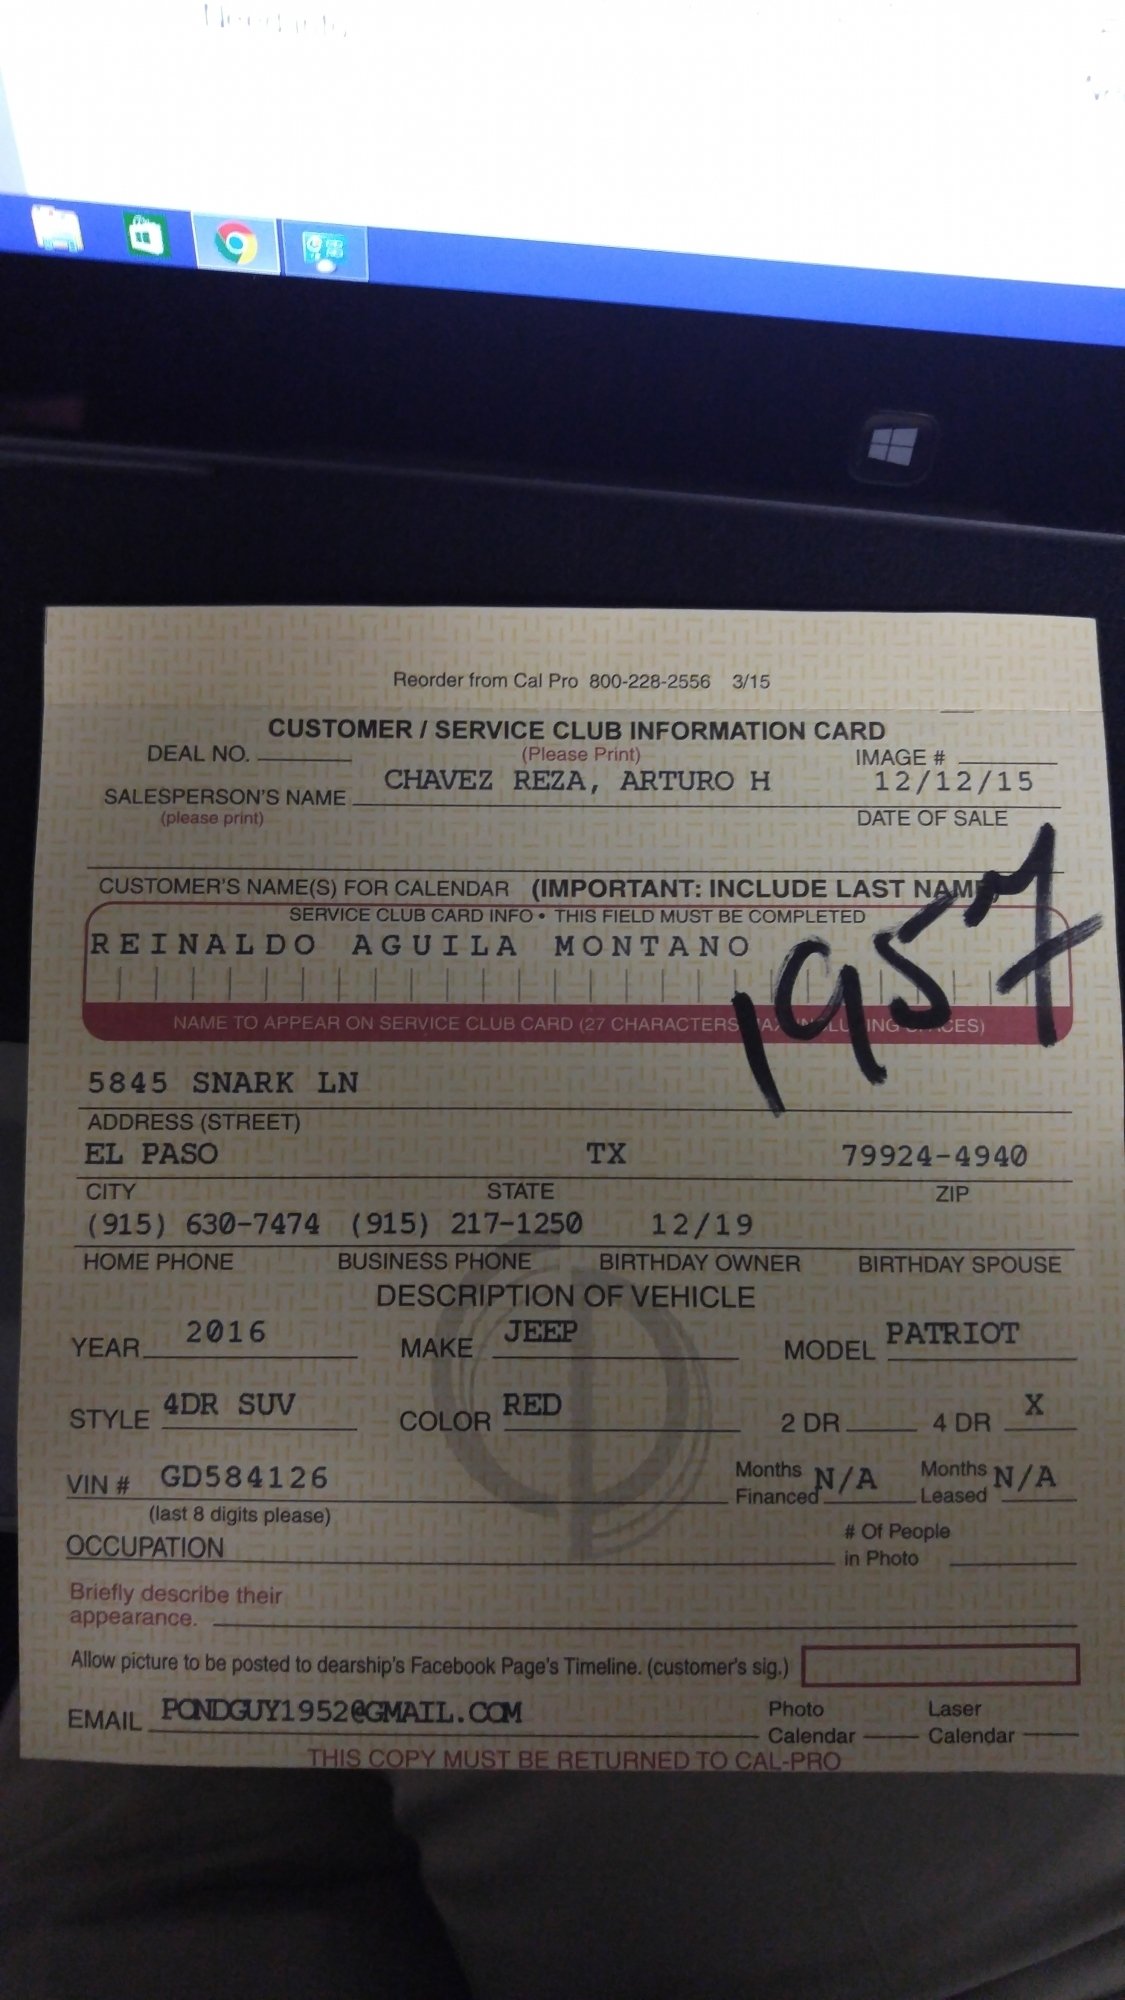 Reorder from Cal Pro 800-228-2556 3/15
CUSTOMER / SERVICE CLUB INFORMATION CARD
DEAL NO. (Please Print) IMAGE #
SALESPERSON'S NAME CHAVEZ REZA, ARTURO H 12/12/15
(please print) DATE OF SALE
CUSTOMER'S NAME(S) FOR CALENDAR (IMPORTANT: INCLUDE LAST NAME)
SERVICE CLUB CARD INFO • THIS FIELD MUST BE COMPLETED
REINALDO AGUILA MONTANO
1957
NAME TO APPEAR ON SERVICE CLUB CARD (27 CHARACTERS SPACES)
5845 SNARK LN
ADDRESS (STREET)
EL PASO TX 79924-4940
CITY STATE ZIP
(915) 630-7474 (915) 217-1250 12/19
HOME PHONE BUSINESS PHONE BIRTHDAY OWNER BIRTHDAY SPOUSE
DESCRIPTION OF VEHICLE
YEAR 2016 MAKE JEEP MODEL PATRIOT
STYLE 4DR SUV COLOR RED 2 DR 4 DR X
VIN # GD584126 Months Financed N/A Months Leased N/A
(last 8 digits please)
OCCUPATION # Of People in Photo
Briefly describe their
appearance.
Allow picture to be posted to dearship's Facebook Page's Timeline. (customer's sig.)
EMAIL PONDGUY1952@GMAIL.COM Photo Calendar Laser Calendar
THIS COPY MUST BE RETURNED TO CAL-PRO